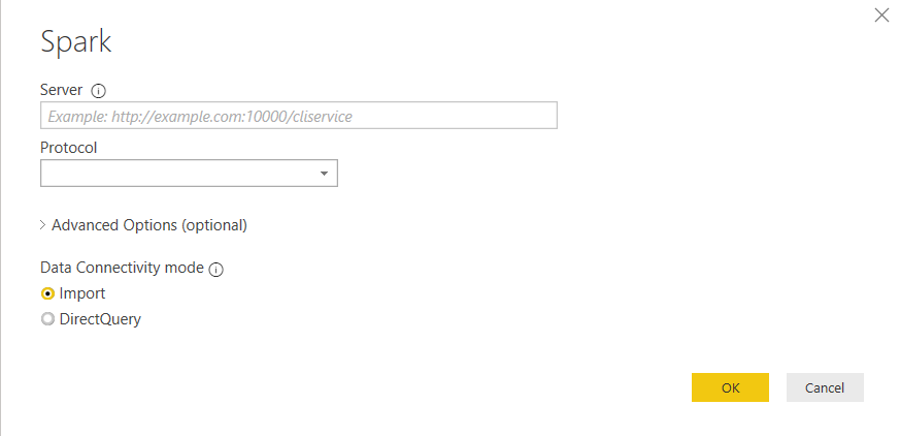 Spark
Server
Example: http://example.com:10000/cliservice
Protocol
Advanced Options (optional)
Data Connectivity mode
Import
DirectQuery
OK Cancel